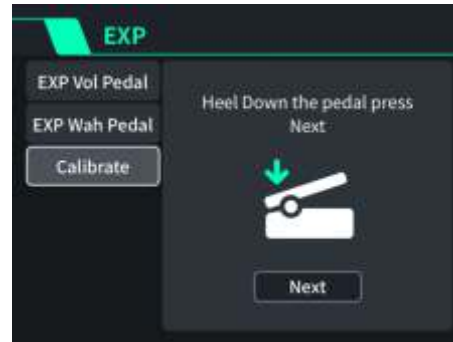 EXP
EXP Vol Pedal
EXP Wah Pedal
Calibrate
Heel Down the pedal press
Next
Next